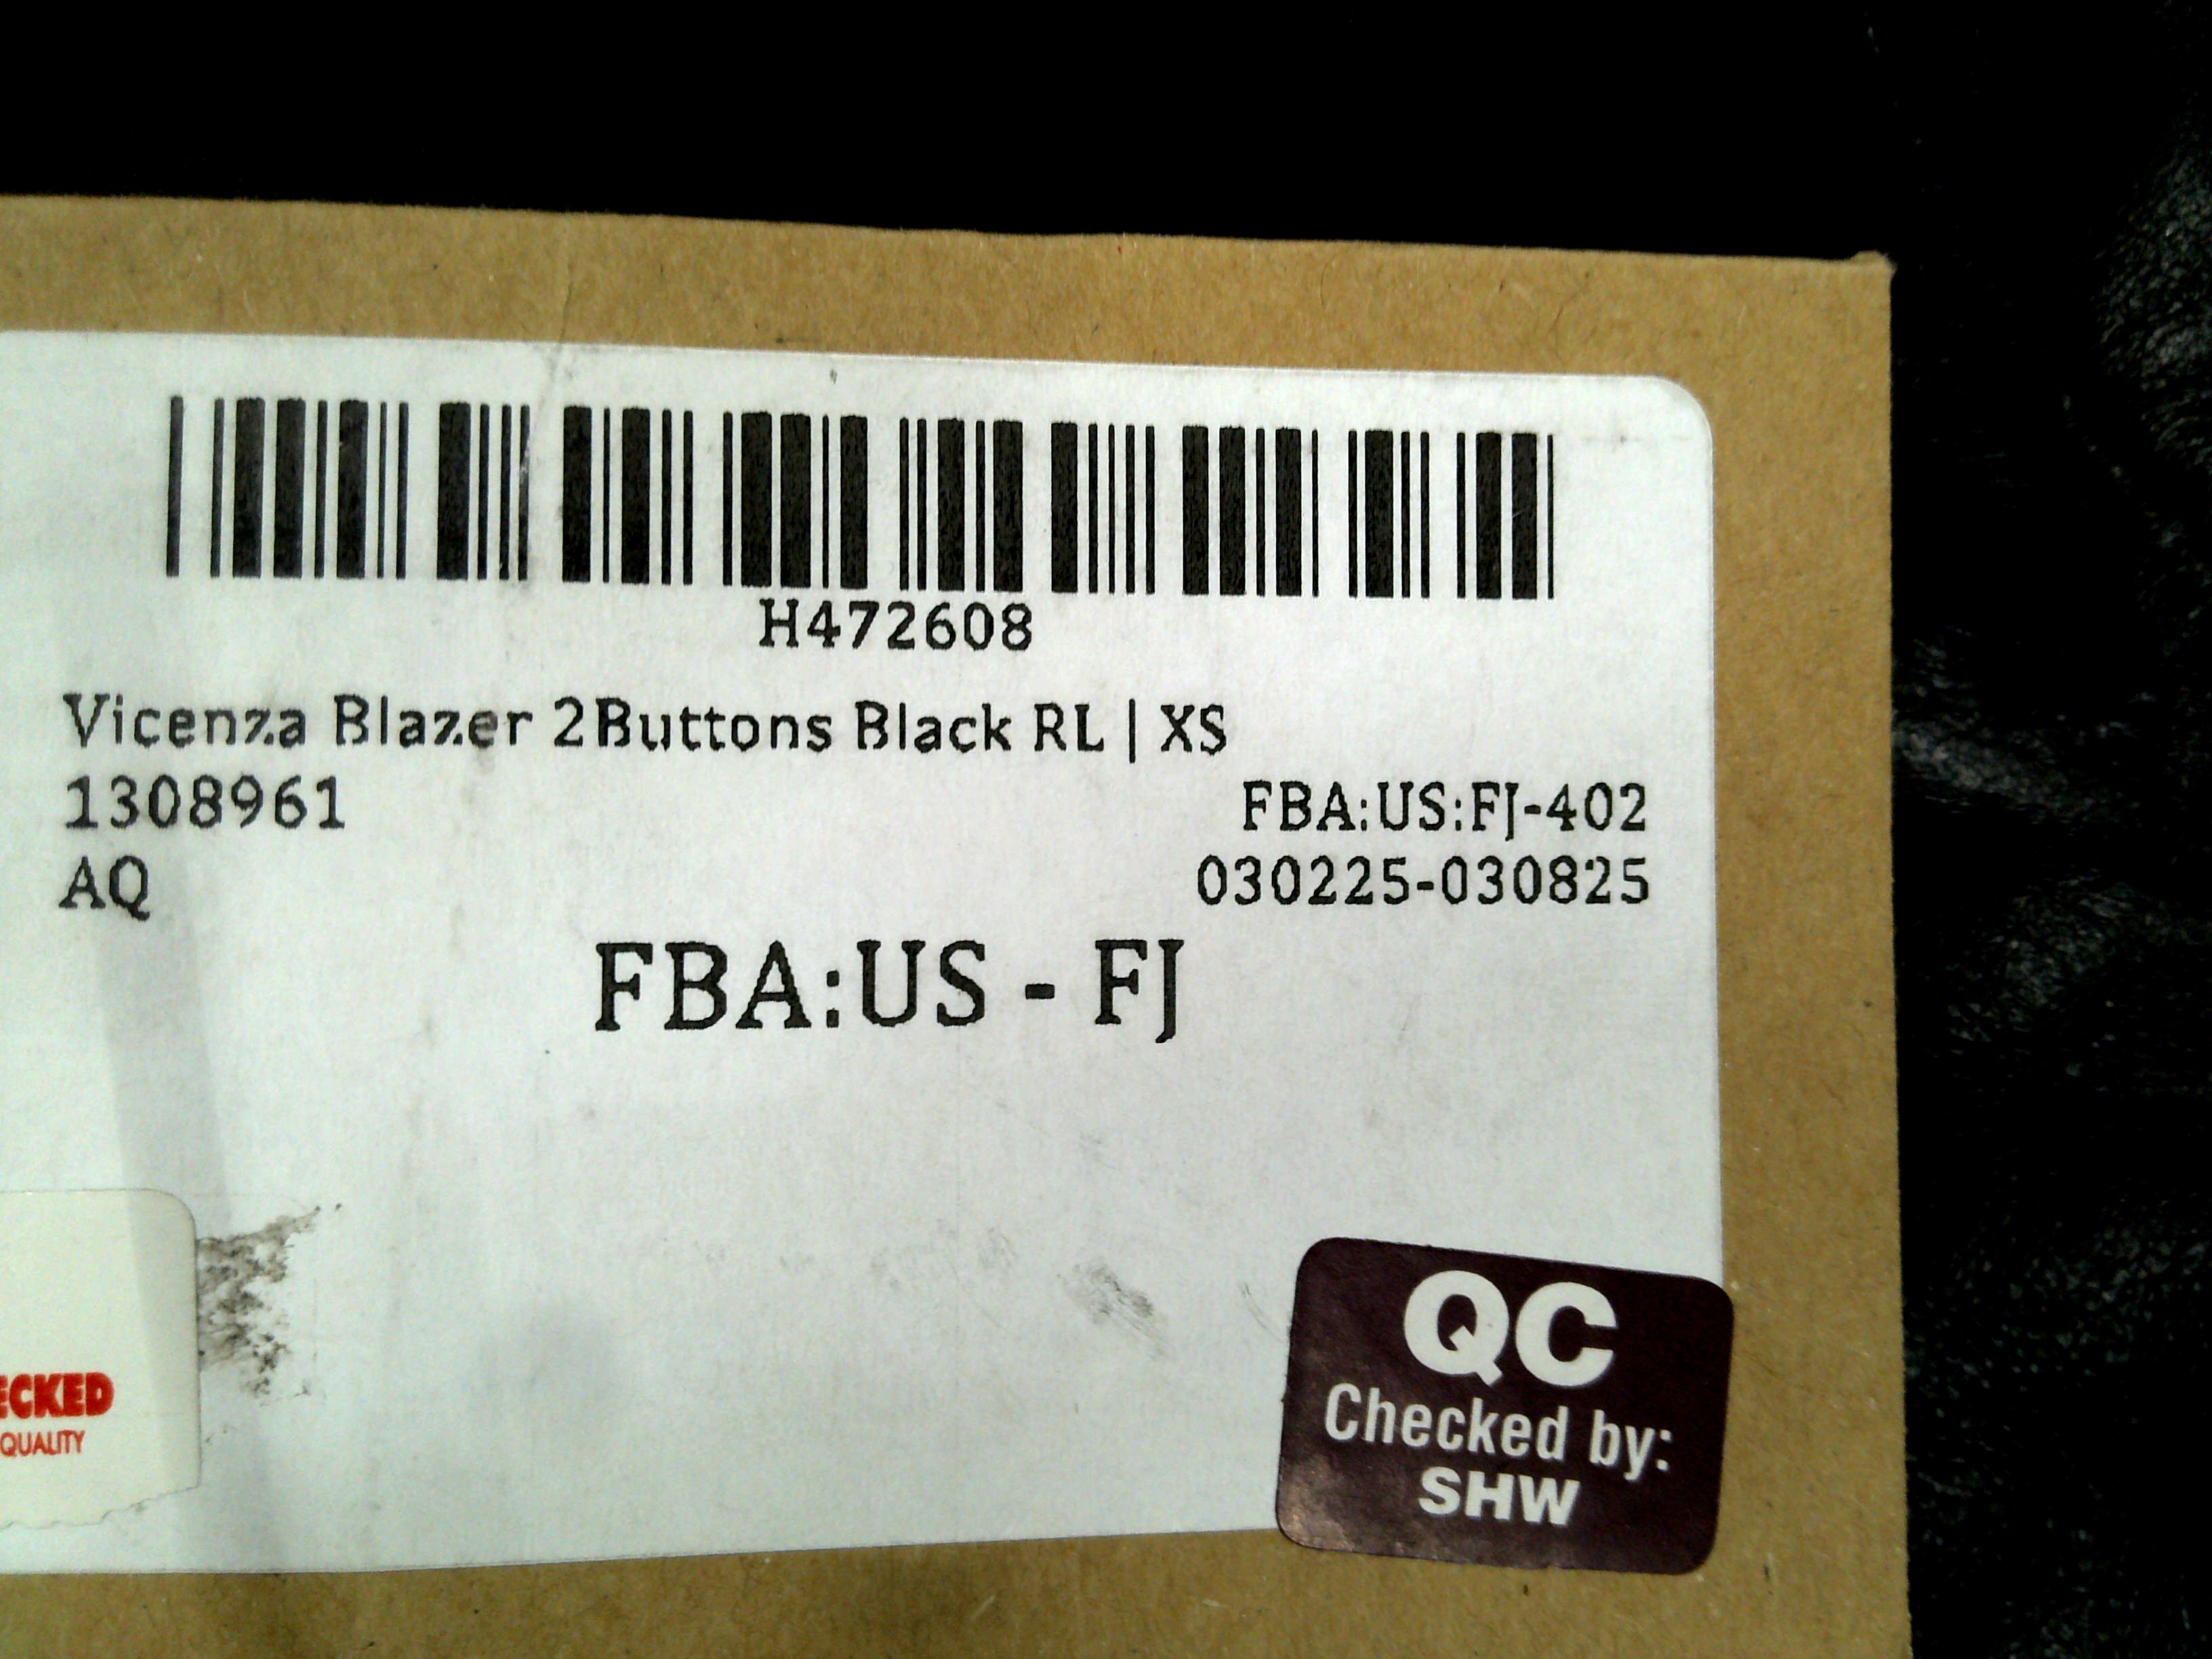 H472608
Vicenza Blazer 2Buttons Black RL | XS
1308961
FBA:US:FJ-402
AQ
030225-030825
FBA:US - FJ
ECKED
QUALITY
QC
Checked by:
SHW